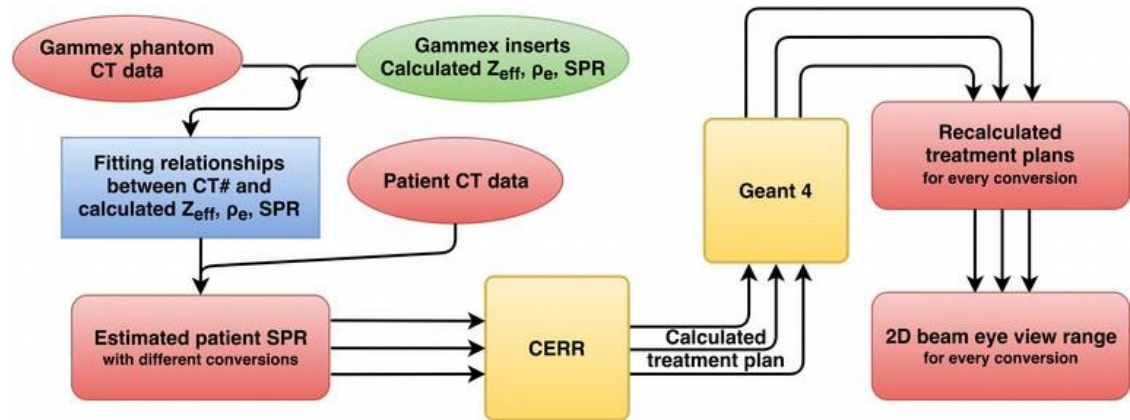 Gammex phantom
CT data
Gammex inserts
Calculated Zeff, ρe, SPR
Fitting relationships
between CT# and
calculated Zeff, ρe, SPR
Patient CT data
Estimated patient SPR
with different conversions
CERR
Calculated
treatment plan
Geant 4
Recalculated
treatment plans
for every conversion
2D beam eye view range
for every conversion